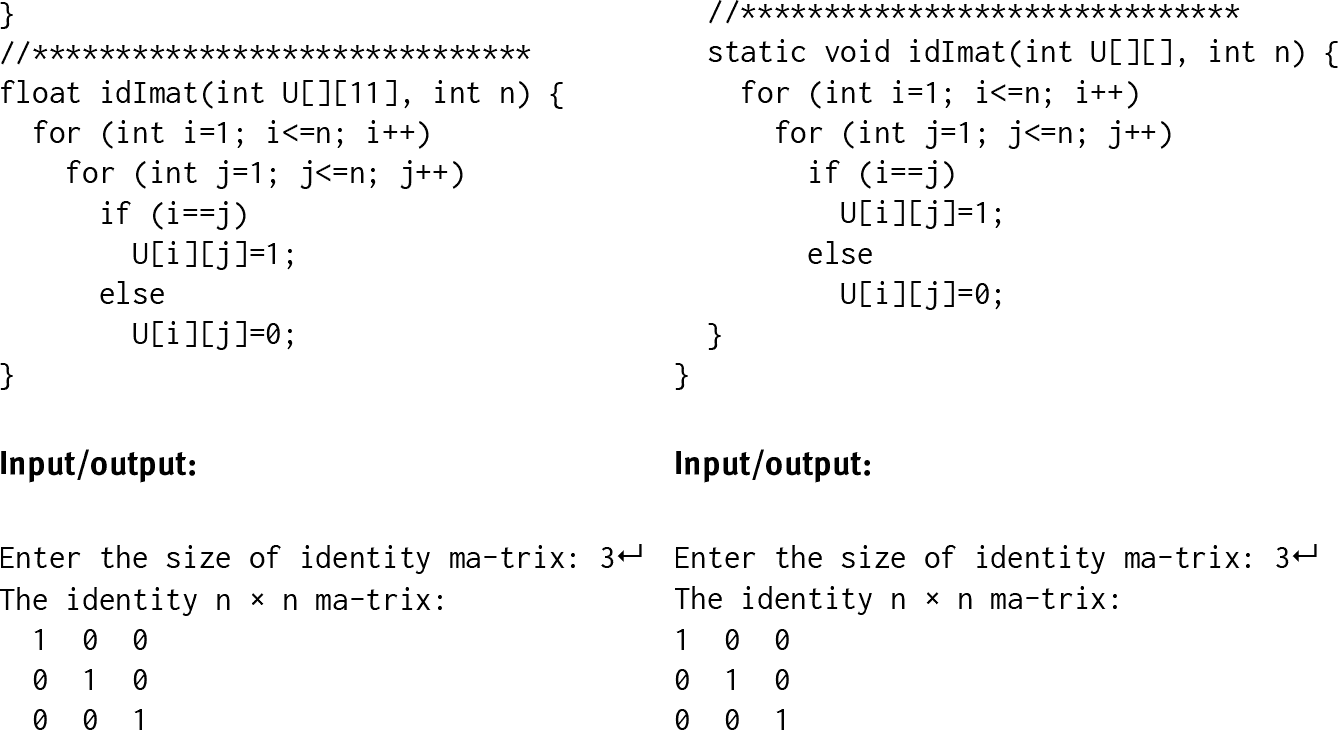 }
//******************************
float idImat(int U[][11], int n) {
  for (int i=1; i<=n; i++)
    for (int j=1; j<=n; j++)
      if (i==j)
        U[i][j]=1;
      else
        U[i][j]=0;
}

Input/output:

Enter the size of identity ma-trix: 3↵
The identity n × n ma-trix:
  1  0  0
  0  1  0
  0  0  1

  //******************************
  static void idImat(int U[][], int n) {
    for (int i=1; i<=n; i++)
      for (int j=1; j<=n; j++)
        if (i==j)
          U[i][j]=1;
        else
          U[i][j]=0;
  }
}

Input/output:

Enter the size of identity ma-trix: 3↵
The identity n × n ma-trix:
1  0  0
0  1  0
0  0  1